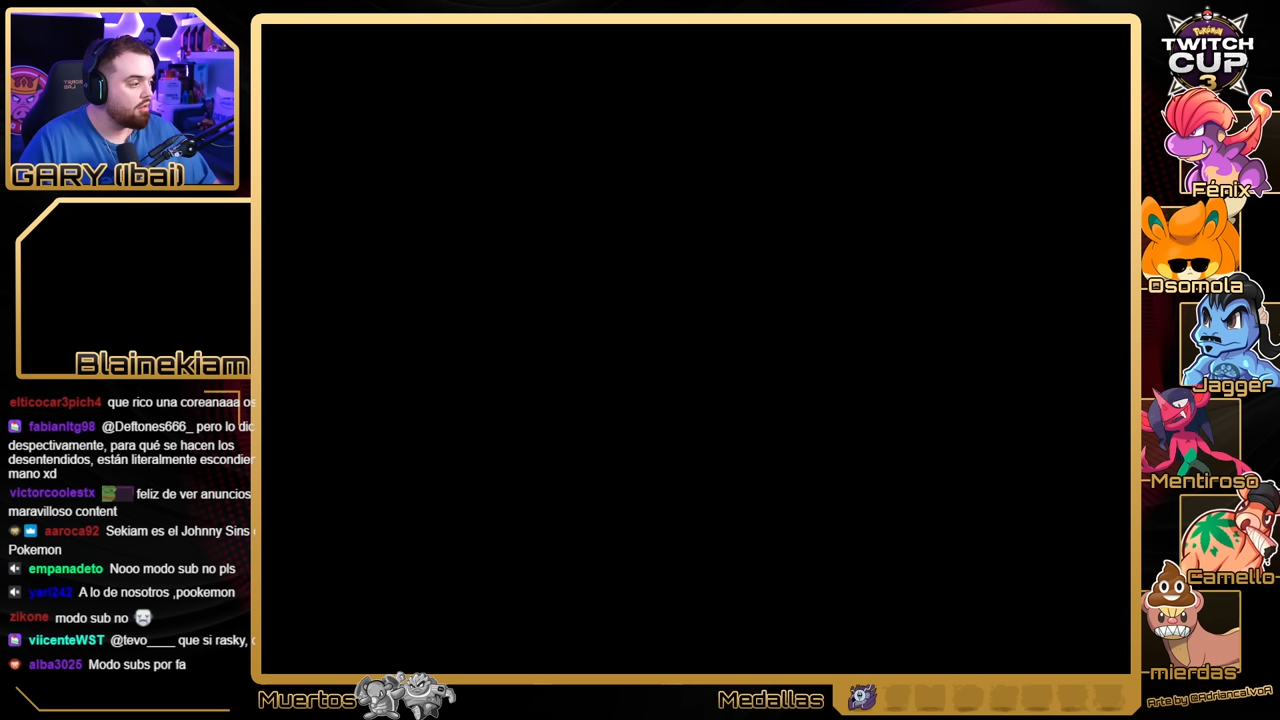 GARY (Ibai)
Blainekiam
elticocar3pich4 que rico una coreanaaa os
fabianltg98 @Deftones666_ pero lo dic
despectivamente, para qué se hacen los
desentendidos, están literalmente escondier
mano xd
victorcoolestx feliz de ver anuncios
maravilloso content
aaroca92 Sekiam es el Johnny Sins
Pokemon
empanadeto Nooo modo sub no pls
yari242 A lo de nosotros ,pookemon
zikone modo sub no
viicenteWST @tevo____ que si rasky,
alba3025 Modo subs por fa
Muertos
Medallas
Pokémon
TWITCH
CUP
3
Fénix
Osomola
Jagger
Mentiroso
Camello
mierdas
Arte by @AdriancalvoA